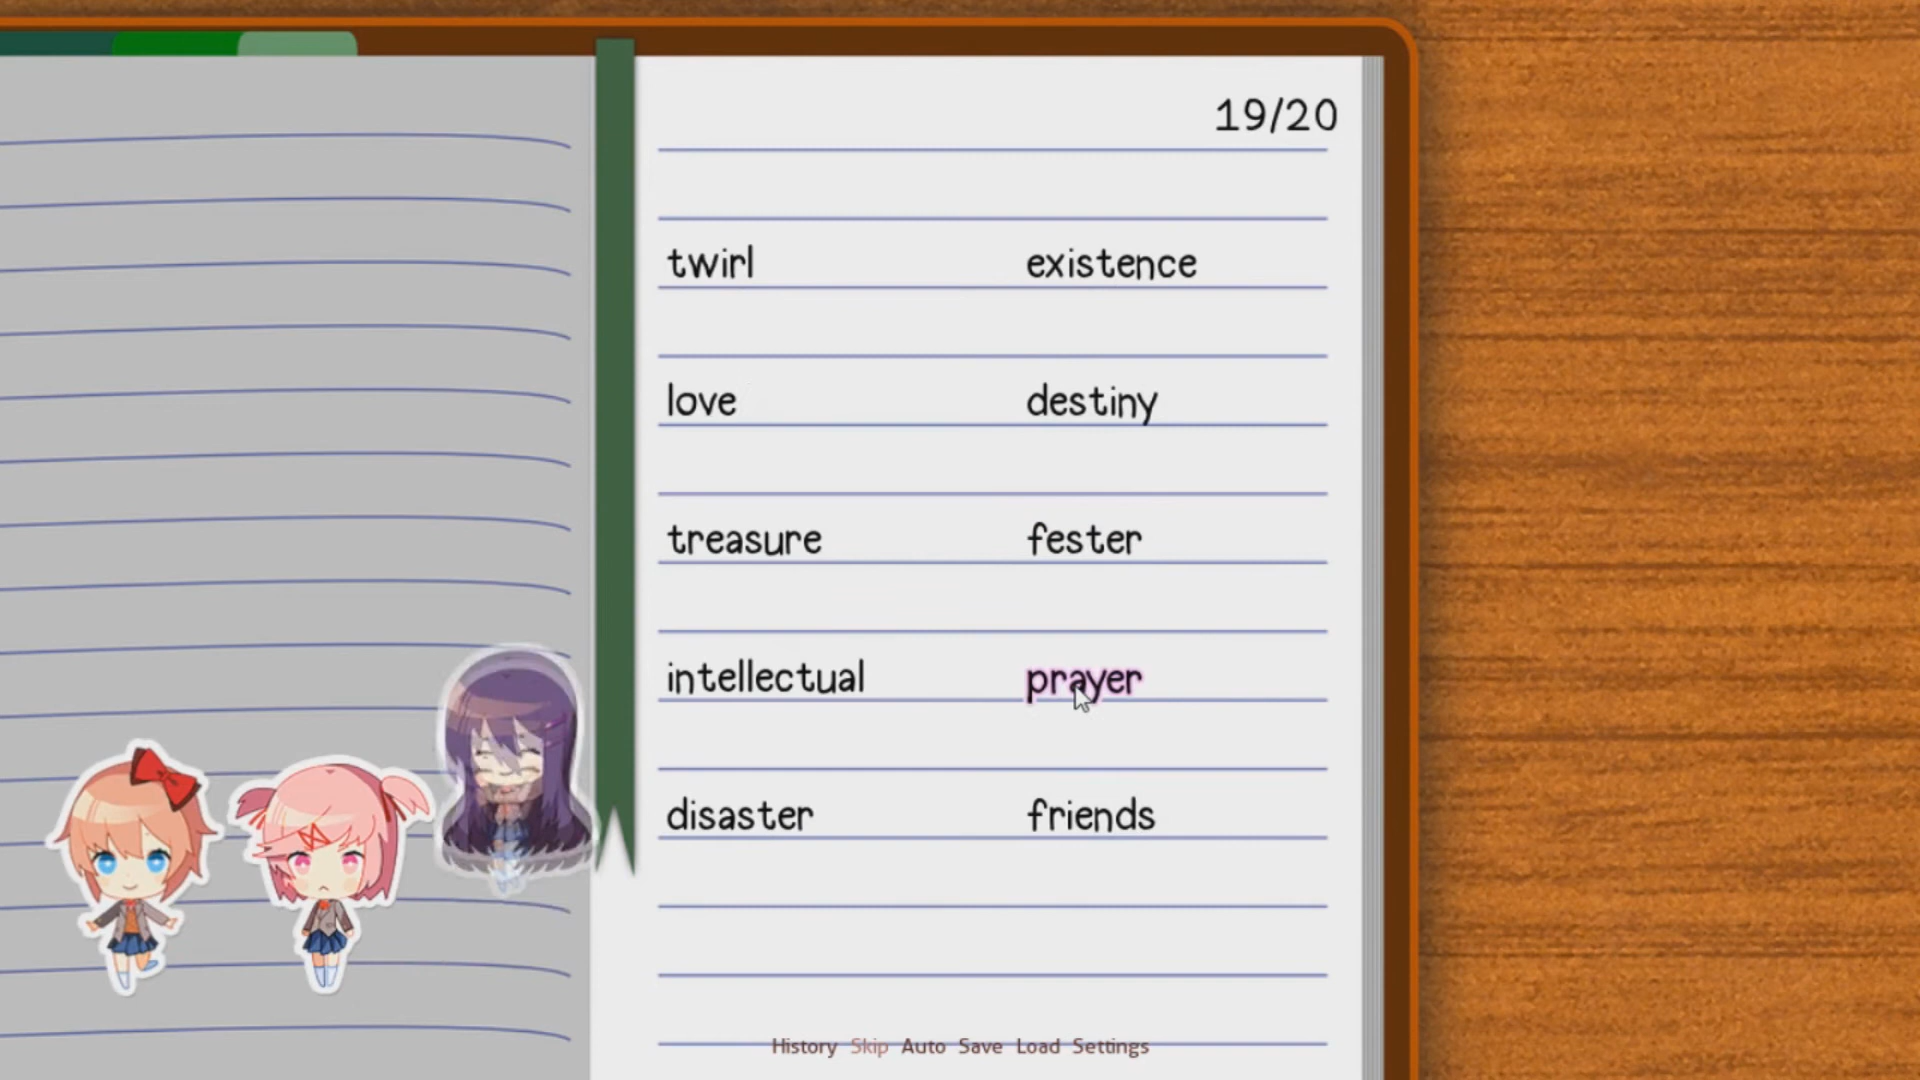 19/20
twirl existence
love destiny
treasure fester
intellectual prayer
disaster friends
History Skip Auto Save Load Settings